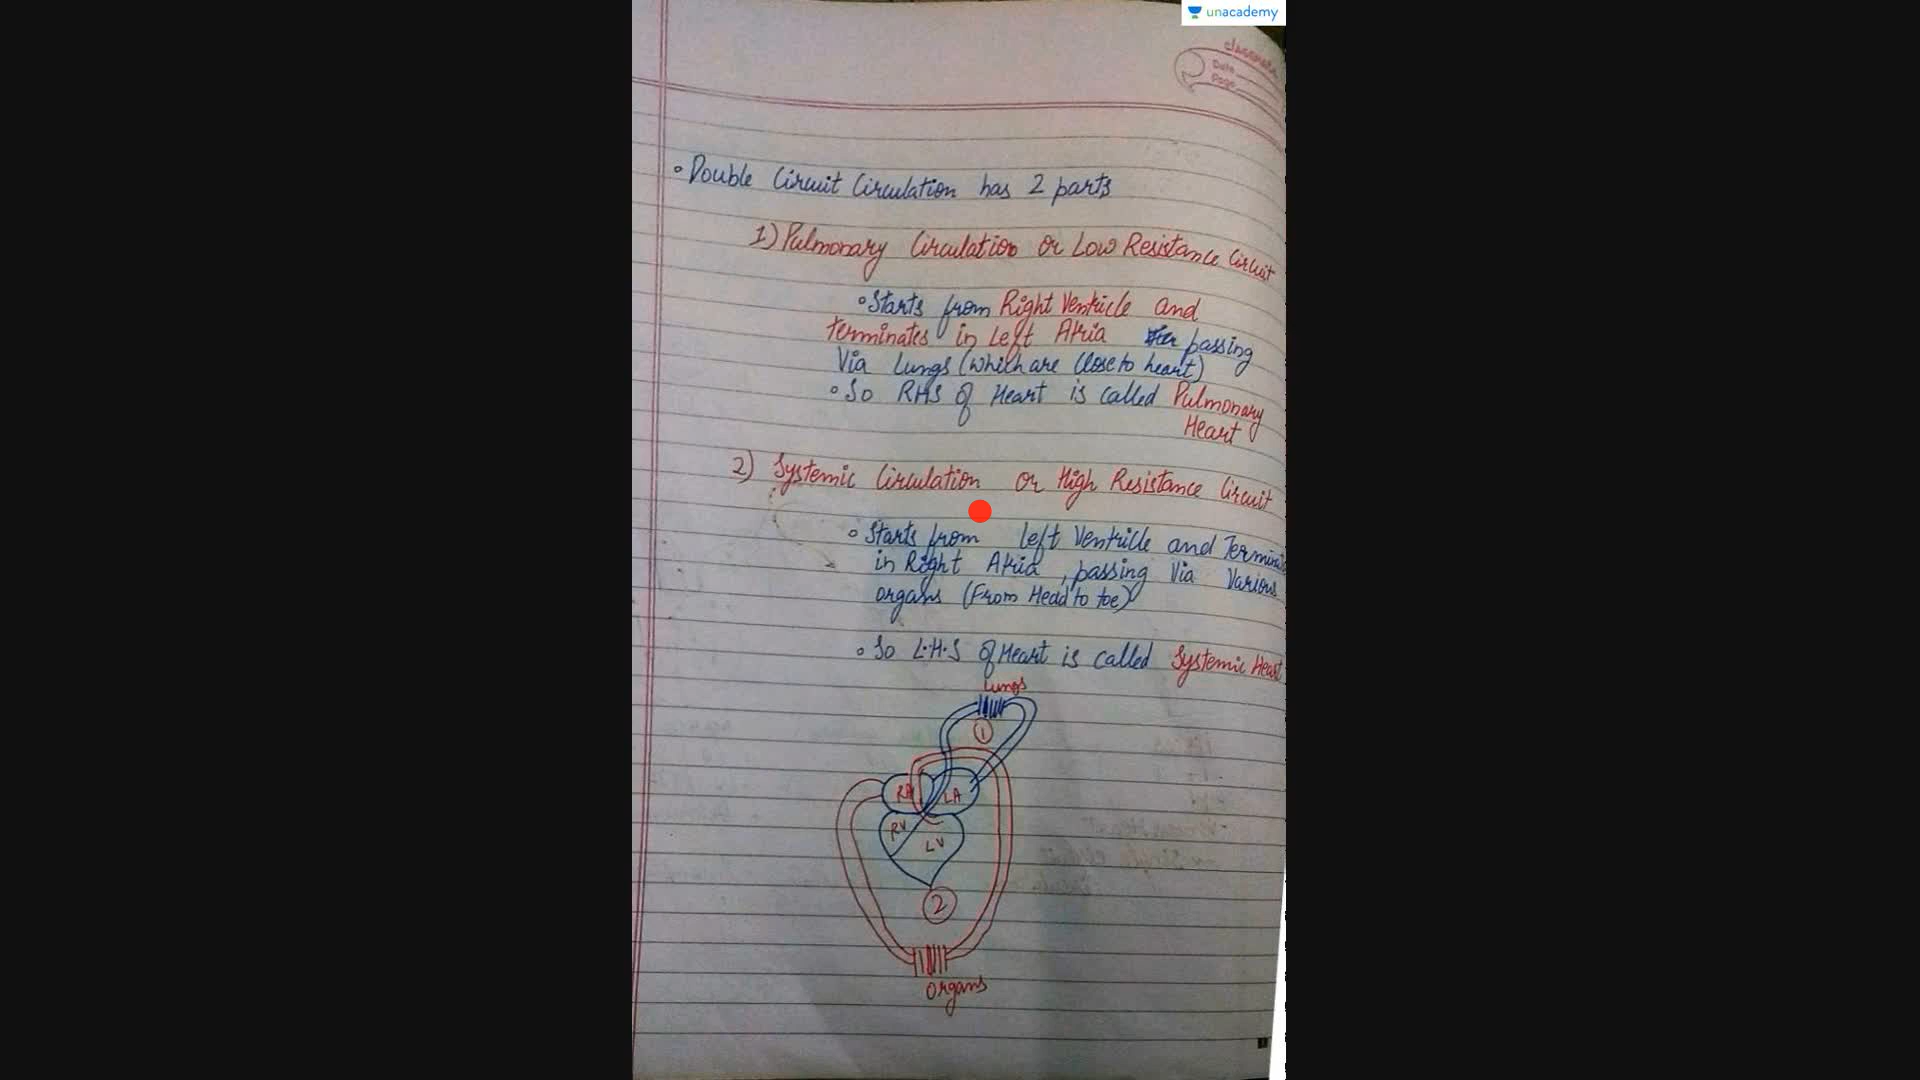 unacademy
classmate
Date
Page
◦ Double Circuit Circulation has 2 parts
1) Pulmonary Circulation or Low Resistance Circuit
◦ Starts from Right Ventricle and
terminates in Left Atria passing
Via Lungs (which are close to heart)
◦ So RHS of Heart is called Pulmonary
Heart
2) Systemic Circulation or High Resistance Circuit
◦ Starts from Left Ventricle and Terminat
in Right Atria , passing Via Various
organs (From Head to toe)
◦ So L.H.S of Heart is called Systemic Heart
Lungs
1
RA LA
RV
LV
2
Organs